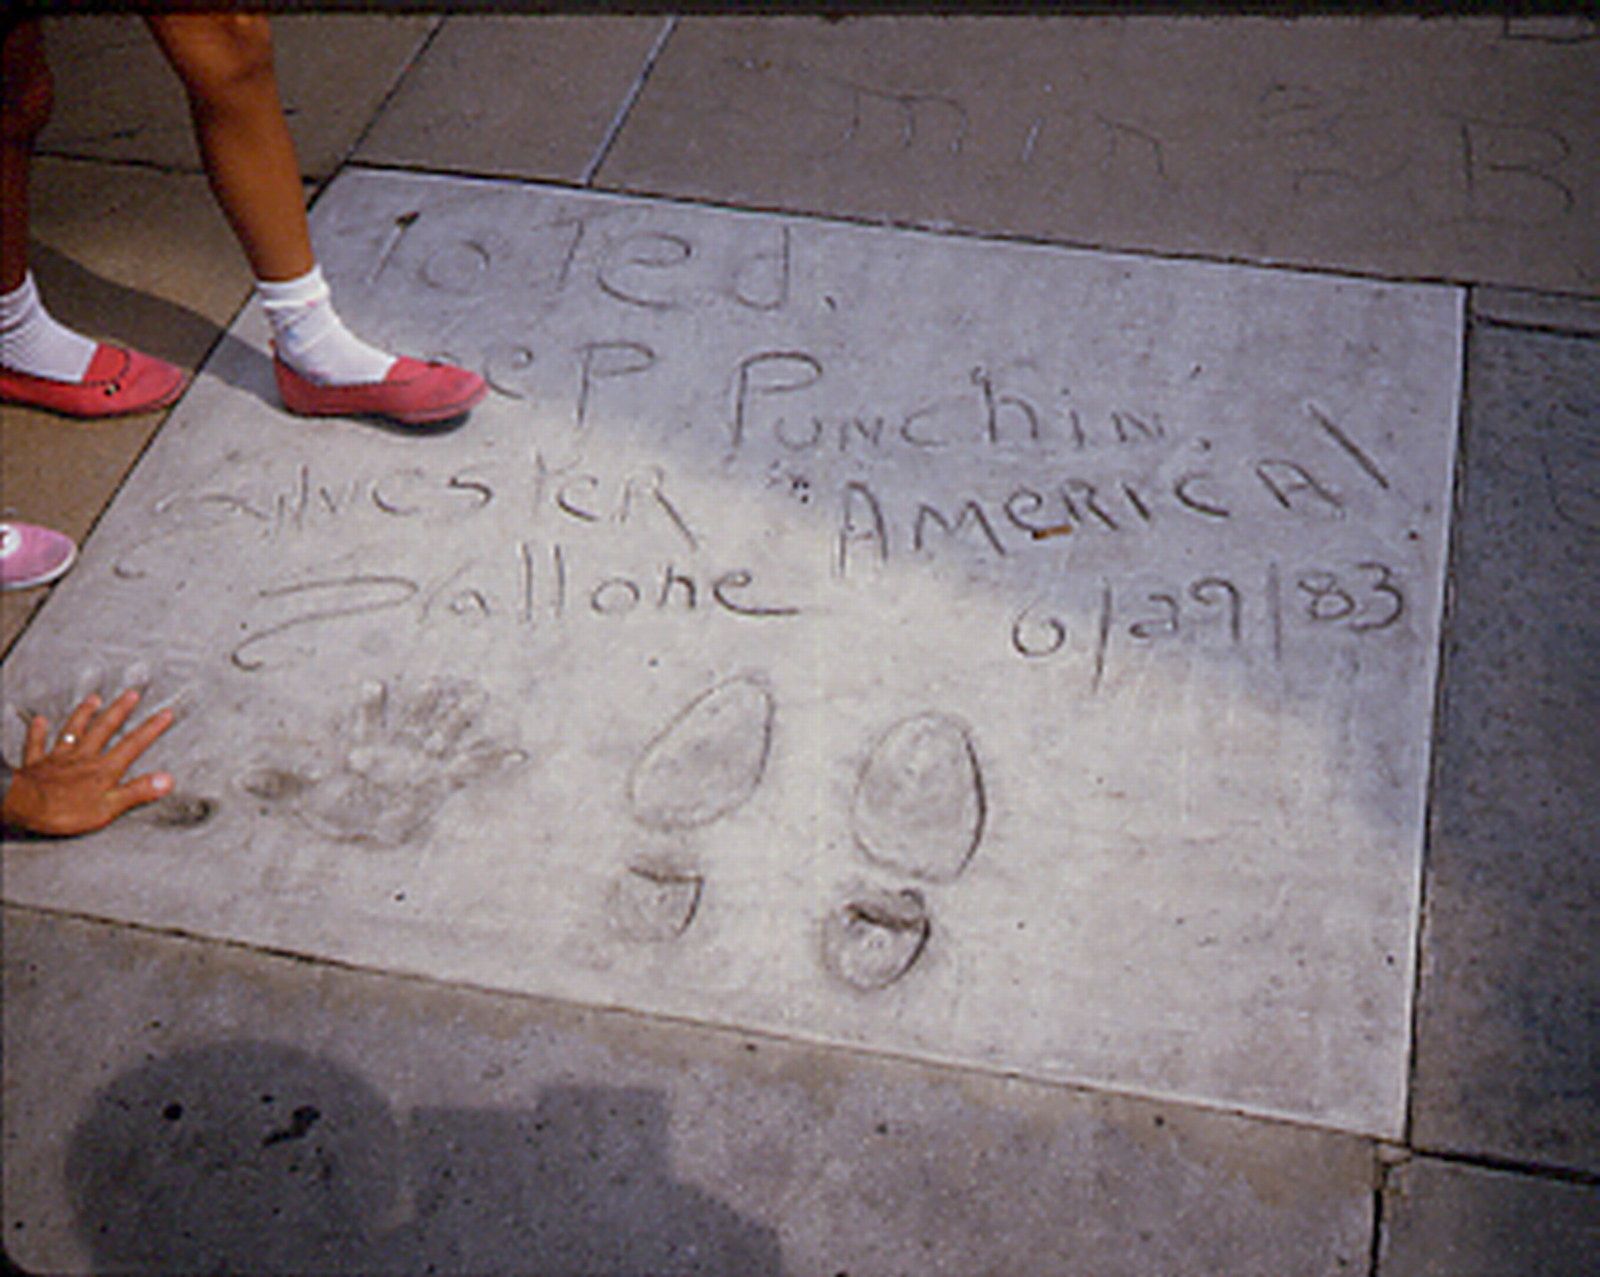 To Ted.
eep Punchin'.
America!
Sylvester
Stallone
6/29/83